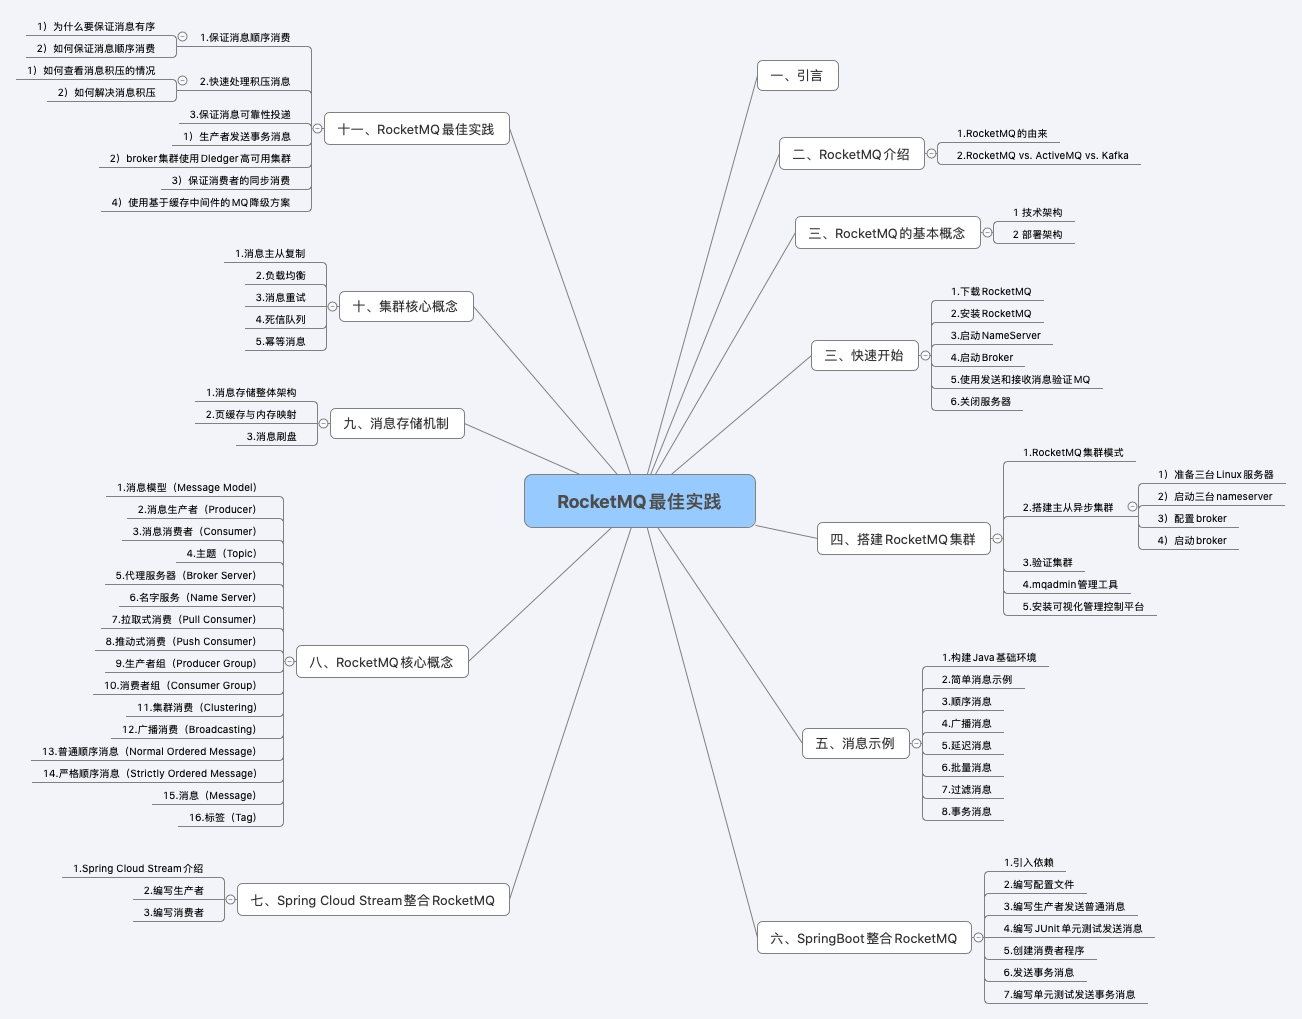 RocketMQ最佳实践
一、引言
二、RocketMQ介绍
1.RocketMQ的由来
2.RocketMQ vs. ActiveMQ vs. Kafka
三、RocketMQ的基本概念
1 技术架构
2 部署架构
三、快速开始
1.下载RocketMQ
2.安装RocketMQ
3.启动NameServer
4.启动Broker
5.使用发送和接收消息验证MQ
6.关闭服务器
四、搭建RocketMQ集群
1.RocketMQ集群模式
2.搭建主从异步集群
1）准备三台Linux服务器
2）启动三台nameserver
3）配置broker
4）启动broker
3.验证集群
4.mqadmin管理工具
5.安装可视化管理控制平台
五、消息示例
1.构建Java基础环境
2.简单消息示例
3.顺序消息
4.广播消息
5.延迟消息
6.批量消息
7.过滤消息
8.事务消息
六、SpringBoot整合RocketMQ
1.引入依赖
2.编写配置文件
3.编写生产者发送普通消息
4.编写JUnit单元测试发送消息
5.创建消费者程序
6.发送事务消息
7.编写单元测试发送事务消息
七、Spring Cloud Stream整合RocketMQ
1.Spring Cloud Stream介绍
2.编写生产者
3.编写消费者
八、RocketMQ核心概念
1.消息模型（Message Model）
2.消息生产者（Producer）
3.消息消费者（Consumer）
4.主题（Topic）
5.代理服务器（Broker Server）
6.名字服务（Name Server）
7.拉取式消费（Pull Consumer）
8.推动式消费（Push Consumer）
9.生产者组（Producer Group）
10.消费者组（Consumer Group）
11.集群消费（Clustering）
12.广播消费（Broadcasting）
13.普通顺序消息（Normal Ordered Message）
14.严格顺序消息（Strictly Ordered Message）
15.消息（Message）
16.标签（Tag）
九、消息存储机制
1.消息存储整体架构
2.页缓存与内存映射
3.消息刷盘
十、集群核心概念
1.消息主从复制
2.负载均衡
3.消息重试
4.死信队列
5.幂等消息
十一、RocketMQ最佳实践
1.保证消息顺序消费
1）为什么要保证消息有序
2）如何保证消息顺序消费
2.快速处理积压消息
1）如何查看消息积压的情况
2）如何解决消息积压
3.保证消息可靠性投递
1）生产者发送事务消息
2）broker集群使用Dledger高可用集群
3）保证消费者的同步消费
4）使用基于缓存中间件的MQ降级方案